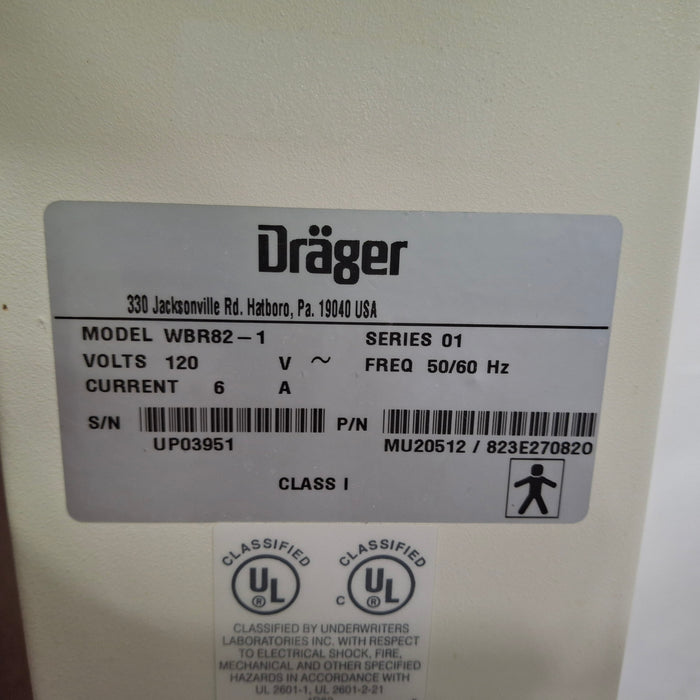 Dräger
330 Jacksonville Rd. Hatboro, Pa. 19040 USA
MODEL WBR82-1 SERIES 01
VOLTS 120 V ~ FREQ 50/60 Hz
CURRENT 6 A
S/N P/N
UP03951 MU20512 / 823E270820
CLASS I
CLASSIFIED CLASSIFIED
UL ® C UL ®
CLASSIFIED BY UNDERWRITERS
LABORATORIES INC. WITH RESPECT
TO ELECTRICAL SHOCK, FIRE,
MECHANICAL AND OTHER SPECIFIED
HAZARDS IN ACCORDANCE WITH
UL 2601-1, UL 2601-2-21